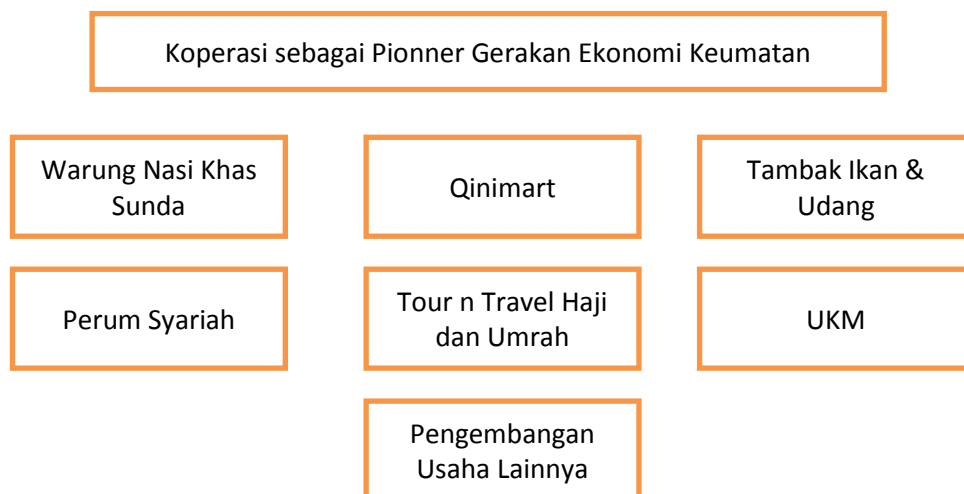 Koperasi sebagai Pionner Gerakan Ekonomi Keumatan
Warung Nasi Khas
Sunda
Qinimart
Tambak Ikan &
Udang
Perum Syariah
Tour n Travel Haji
dan Umrah
UKM
Pengembangan
Usaha Lainnya